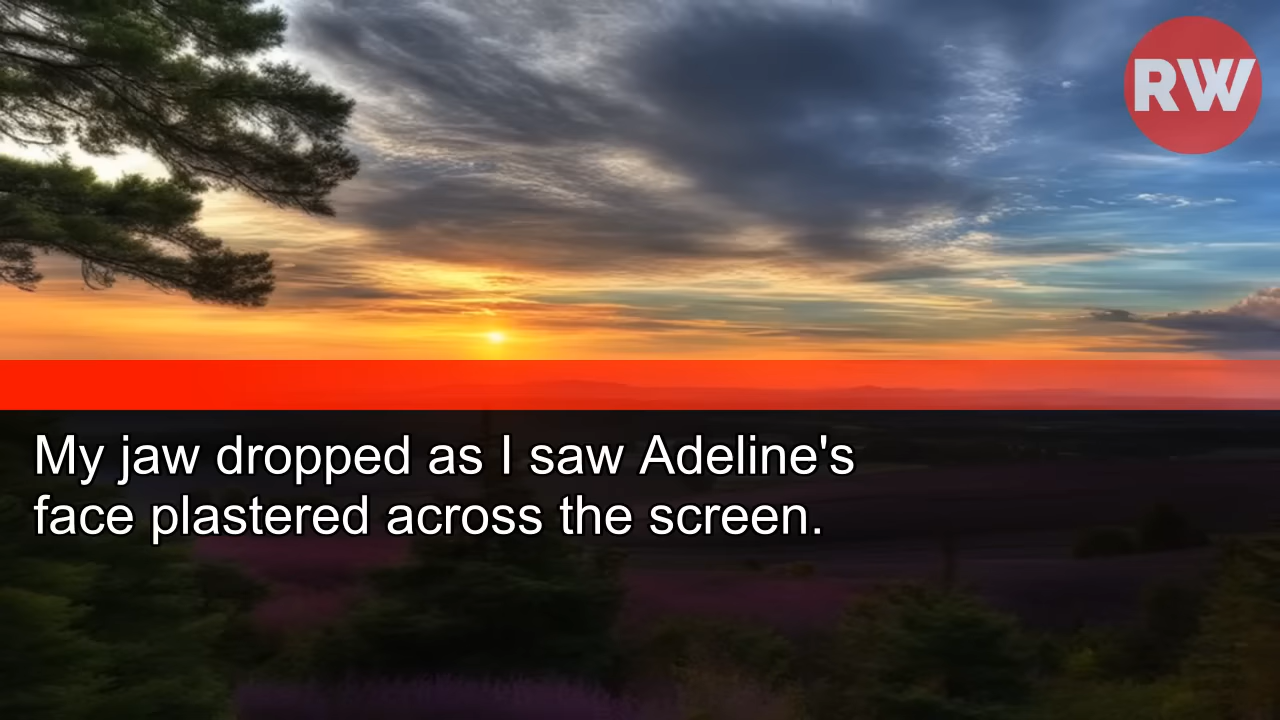 RW
My jaw dropped as I saw Adeline's
face plastered across the screen.